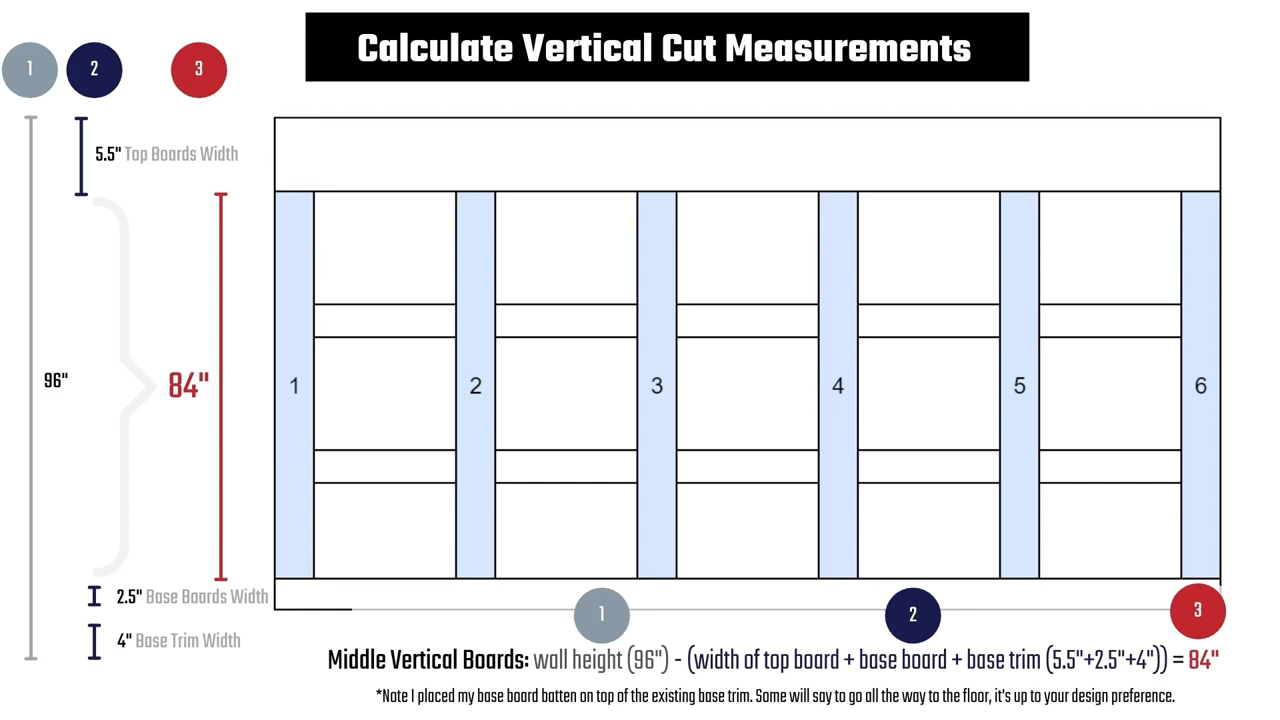 Calculate Vertical Cut Measurements
1 2 3
5.5" Top Boards Width
96"
84"
1 2 3 4 5 6
2.5" Base Boards Width
4" Base Trim Width
1 2 3
Middle Vertical Boards: wall height (96") - (width of top board + base board + base trim (5.5"+2.5"+4")) = 84"
*Note I placed my base board batten on top of the existing base trim. Some will say to go all the way to the floor, it's up to your design preference.